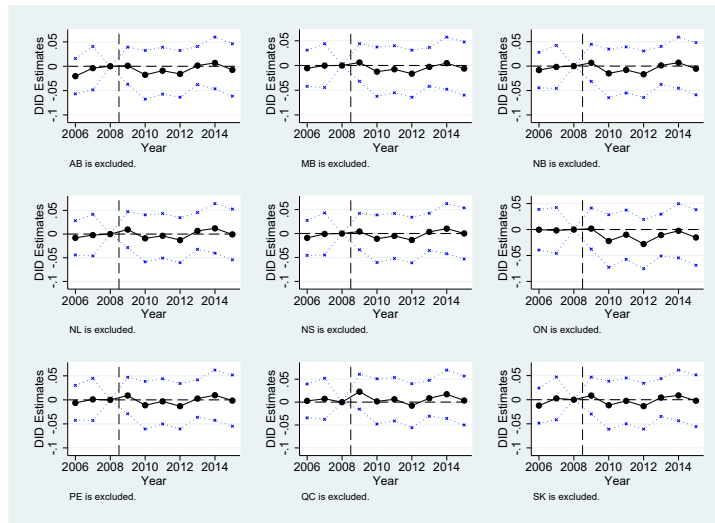 DID Estimates
-.1 -.05 0 .05
2006 2008 2010 2012 2014
Year
AB is excluded.
DID Estimates
-.1 -.05 0 .05
2006 2008 2010 2012 2014
Year
MB is excluded.
DID Estimates
-.1 -.05 0 .05
2006 2008 2010 2012 2014
Year
NB is excluded.
DID Estimates
-.1 -.05 0 .05
2006 2008 2010 2012 2014
Year
NL is excluded.
DID Estimates
-.1 -.05 0 .05
2006 2008 2010 2012 2014
Year
NS is excluded.
DID Estimates
-.1 -.05 0 .05
2006 2008 2010 2012 2014
Year
ON is excluded.
DID Estimates
-.1 -.05 0 .05
2006 2008 2010 2012 2014
Year
PE is excluded.
DID Estimates
-.1 -.05 0 .05
2006 2008 2010 2012 2014
Year
QC is excluded.
DID Estimates
-.1 -.05 0 .05
2006 2008 2010 2012 2014
Year
SK is excluded.